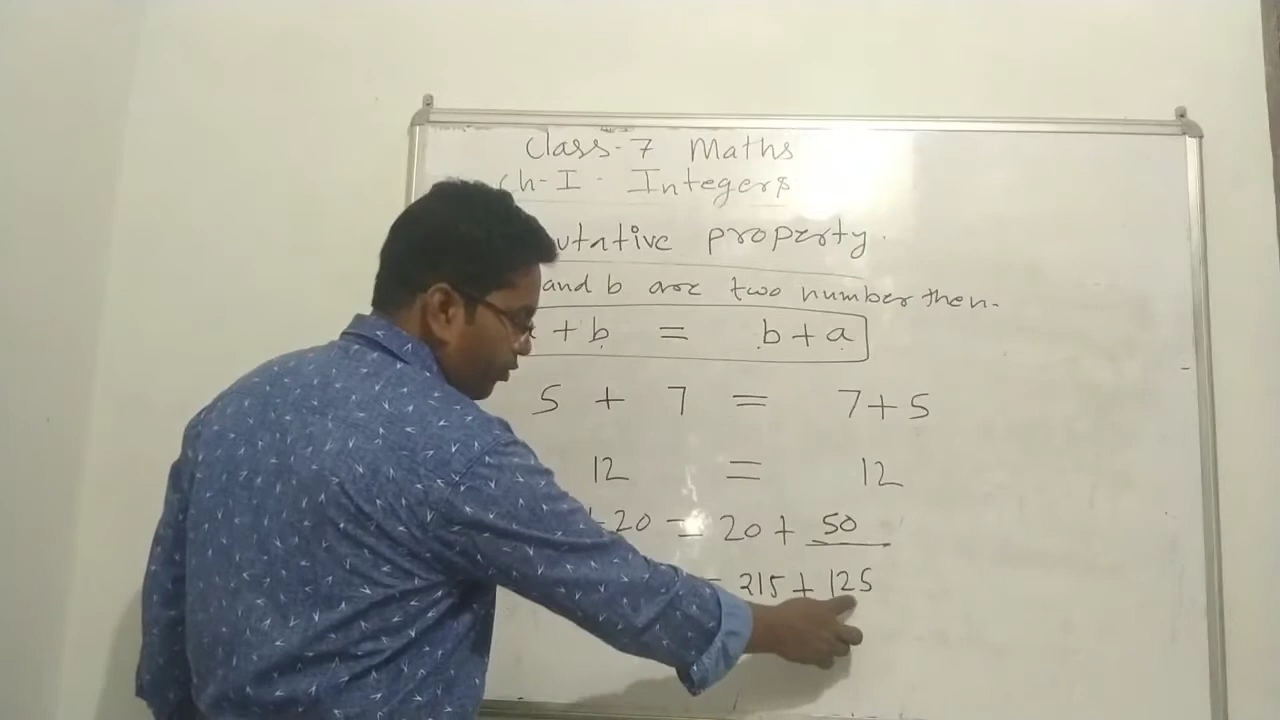 Class-7 Maths
Ch-I - Integers
utative property.
and b are two number then.
+ b = b + a
5 + 7 = 7 + 5
12 = 12
+ 20 = 20 + 50
= 215 + 125